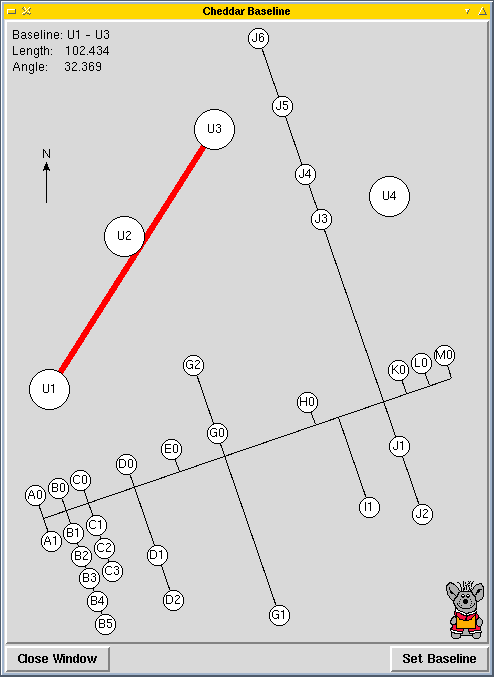 Cheddar Baseline
Baseline: U1 - U3
Length: 102.434
Angle: 32.369
J6
J5
U3
N
J4
U4
J3
U2
M0
L0
K0
G2
U1
H0
G0
J1
E0
D0
C0
B0
A0
I1
J2
C1
B1
A1
C2
B2
D1
C3
B3
D2
B4
G1
B5
Close Window
Set Baseline